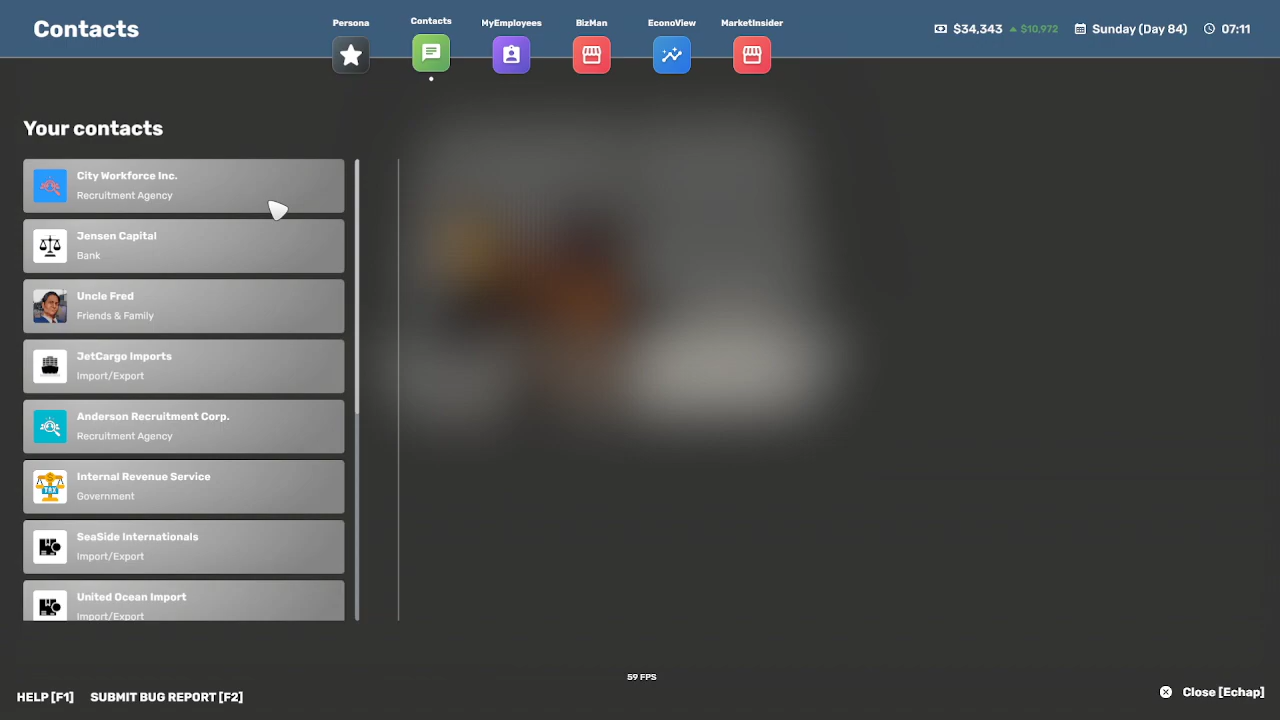 Contacts
Persona
Contacts
MyEmployees
BizMan
EconoView
MarketInsider
$34,343 ▲ $10,972
Sunday (Day 84)
07:11
Your contacts
City Workforce Inc.
Recruitment Agency
Jensen Capital
Bank
Uncle Fred
Friends & Family
JetCargo Imports
Import/Export
Anderson Recruitment Corp.
Recruitment Agency
Internal Revenue Service
Government
SeaSide Internationals
Import/Export
United Ocean Import
Import/Export
59 FPS
HELP [F1] SUBMIT BUG REPORT [F2]
Close [Echap]